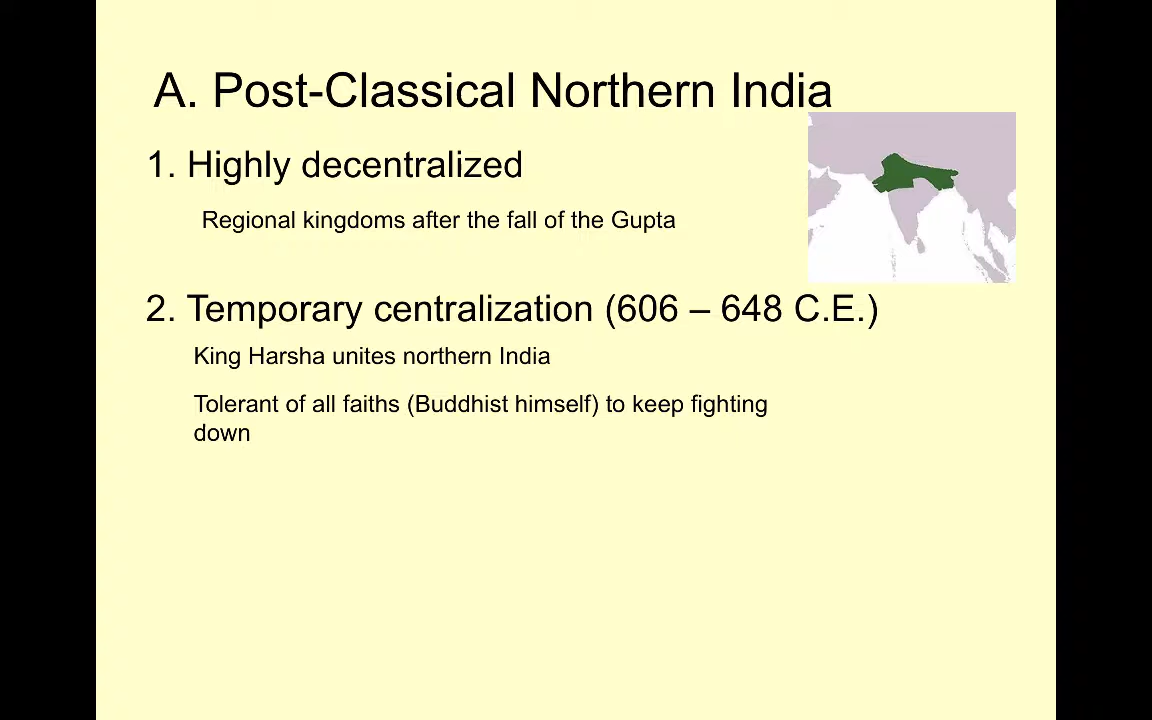 A. Post-Classical Northern India
1. Highly decentralized
Regional kingdoms after the fall of the Gupta
2. Temporary centralization (606 – 648 C.E.)
King Harsha unites northern India
Tolerant of all faiths (Buddhist himself) to keep fighting
down